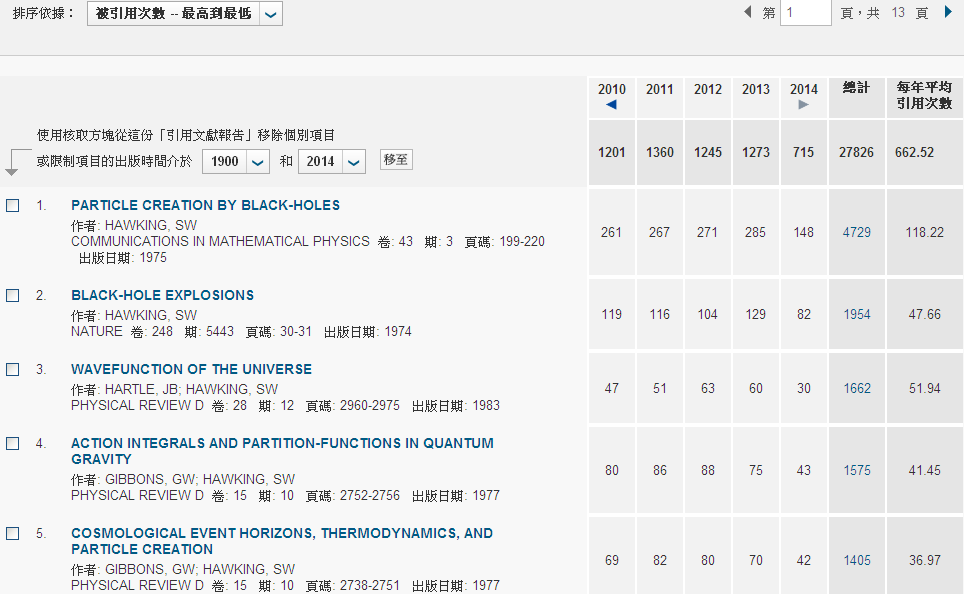 排序依據： 被引用次數 -- 最高到最低 第 1 頁，共 13 頁
2010 2011 2012 2013 2014 總計 每年平均
引用次數
使用核取方塊從這份「引用文獻報告」移除個別項目
或限制項目的出版時間介於 1900 和 2014 移至
1201 1360 1245 1273 715 27826 662.52
1. PARTICLE CREATION BY BLACK-HOLES
作者: HAWKING, SW
COMMUNICATIONS IN MATHEMATICAL PHYSICS 卷: 43 期: 3 頁碼: 199-220
出版日期: 1975
261 267 271 285 148 4729 118.22
2. BLACK-HOLE EXPLOSIONS
作者: HAWKING, SW
NATURE 卷: 248 期: 5443 頁碼: 30-31 出版日期: 1974
119 116 104 129 82 1954 47.66
3. WAVEFUNCTION OF THE UNIVERSE
作者: HARTLE, JB; HAWKING, SW
PHYSICAL REVIEW D 卷: 28 期: 12 頁碼: 2960-2975 出版日期: 1983
47 51 63 60 30 1662 51.94
4. ACTION INTEGRALS AND PARTITION-FUNCTIONS IN QUANTUM
GRAVITY
作者: GIBBONS, GW; HAWKING, SW
PHYSICAL REVIEW D 卷: 15 期: 10 頁碼: 2752-2756 出版日期: 1977
80 86 88 75 43 1575 41.45
5. COSMOLOGICAL EVENT HORIZONS, THERMODYNAMICS, AND
PARTICLE CREATION
作者: GIBBONS, GW; HAWKING, SW
PHYSICAL REVIEW D 卷: 15 期: 10 頁碼: 2738-2751 出版日期: 1977
69 82 80 70 42 1405 36.97